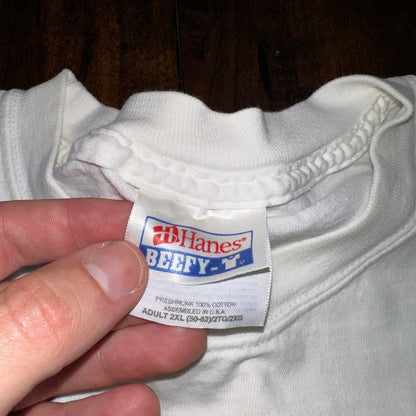 Hanes®
BEEFY-T®
PRESHRUNK 100% COTTON
ASSEMBLED IN U.S.A.
ADULT 2XL (50-52)/2TG/2XG